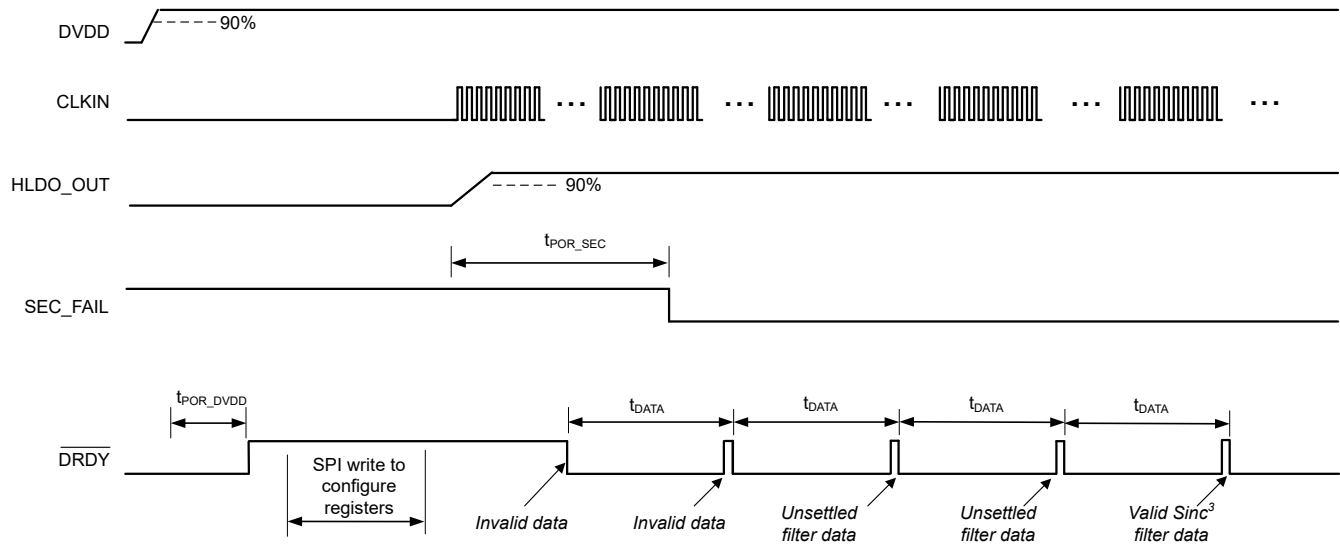 DVDD
90%
CLKIN
... ... ... ... ...
HLDO_OUT
90%
tPOR_SEC
SEC_FAIL
tPOR_DVDD
tDATA tDATA tDATA tDATA
DRDY
SPI write to
configure
registers
Invalid data
Invalid data
Unsettled
filter data
Unsettled
filter data
Valid Sinc³
filter data